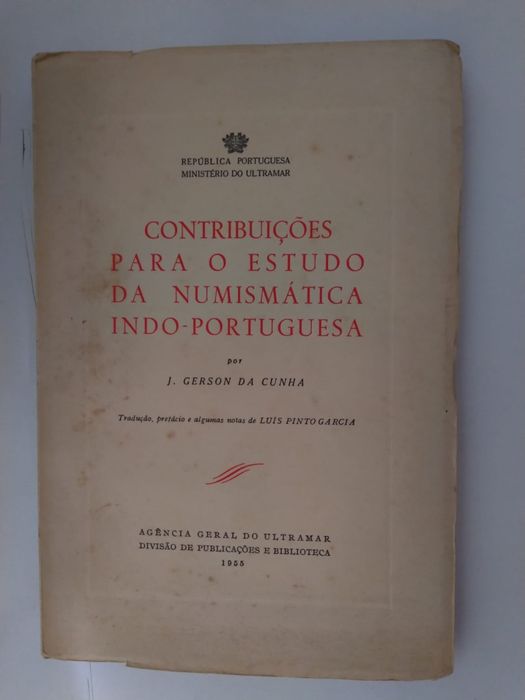 REPÚBLICA PORTUGUESA
MINISTÉRIO DO ULTRAMAR
CONTRIBUIÇÕES
PARA O ESTUDO
DA NUMISMÁTICA
INDO-PORTUGUESA
por
J. GERSON DA CUNHA
Tradução, prefácio e algumas notas de LUÍS PINTO GARCIA
AGÊNCIA GERAL DO ULTRAMAR
DIVISÃO DE PUBLICAÇÕES E BIBLIOTECA
1955